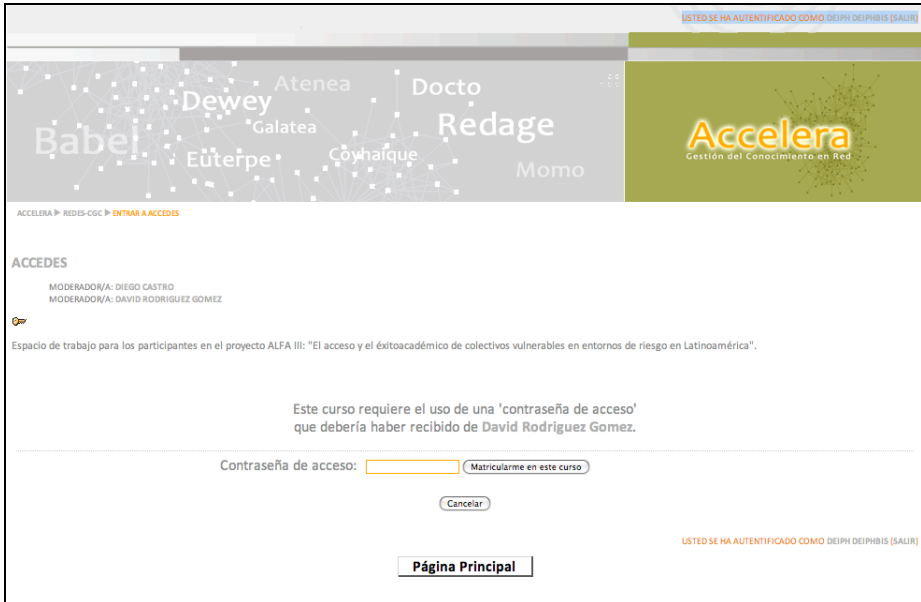 USTED SE HA AUTENTIFICADO COMO DEIPH DEIPHBIS (SALIR)
Atenea
Docto
Dewey
Galatea
Redage
Babel
Euterpe
Coyhaique
Momo
Accelera
Gestión del Conocimiento en Red
ACCELERA ▶ REDES-CGC ▶ ENTRAR A ACCEDES
ACCEDES
MODERADOR/A: DIEGO CASTRO
MODERADOR/A: DAVID RODRIGUEZ GOMEZ
Espacio de trabajo para los participantes en el proyecto ALFA III: "El acceso y el éxitoacadémico de colectivos vulnerables en entornos de riesgo en Latinoamérica".
Este curso requiere el uso de una 'contraseña de acceso'
que debería haber recibido de David Rodriguez Gomez.
Contraseña de acceso: Matricularme en este curso
Cancelar
USTED SE HA AUTENTIFICADO COMO DEIPH DEIPHBIS (SALIR)
Página Principal